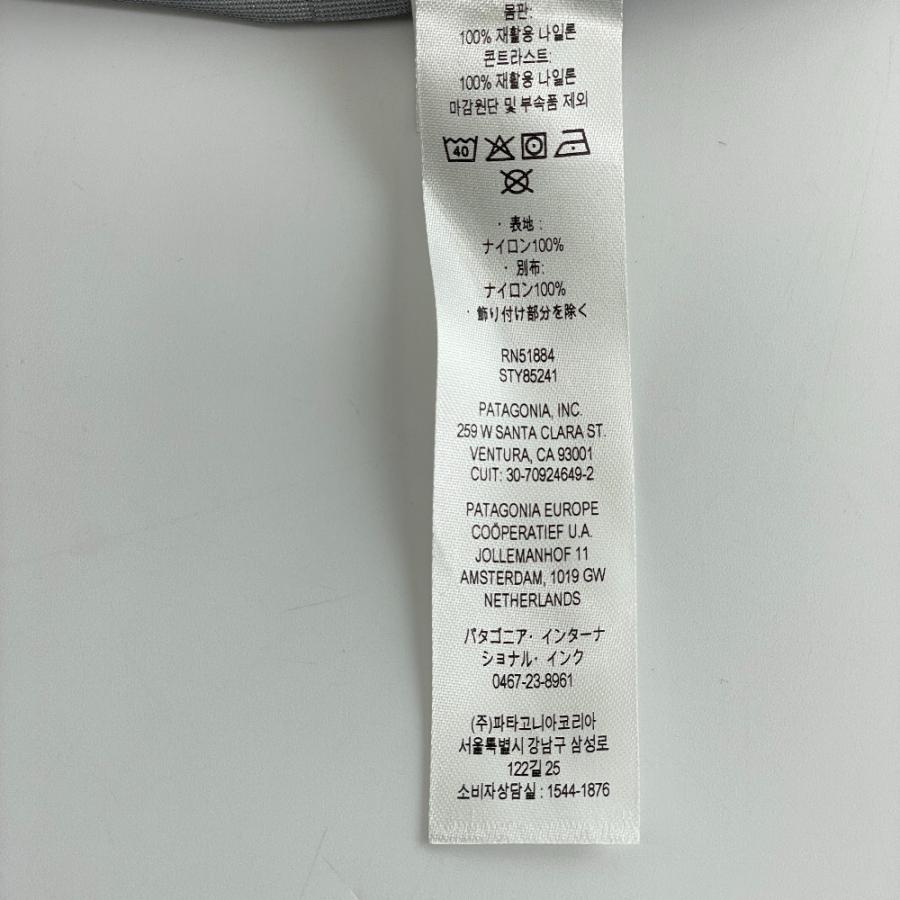 몸판:
100% 재활용 나일론
콘트라스트:
100% 재활용 나일론
마감원단 및 부속품 제외
40
・表地 :
ナイロン100%
・別布:
ナイロン100%
・飾り付け部分を除く
RN51884
STY85241
PATAGONIA, INC.
259 W SANTA CLARA ST.
VENTURA, CA 93001
CUIT: 30-70924649-2
PATAGONIA EUROPE
COÖPERATIEF U.A.
JOLLEMANHOF 11
AMSTERDAM, 1019 GW
NETHERLANDS
パタゴニア・インターナ
ショナル・インク
0467-23-8961
(주)파타고니아코리아
서울특별시 강남구 삼성로
122길 25
소비자상담실 : 1544-1876